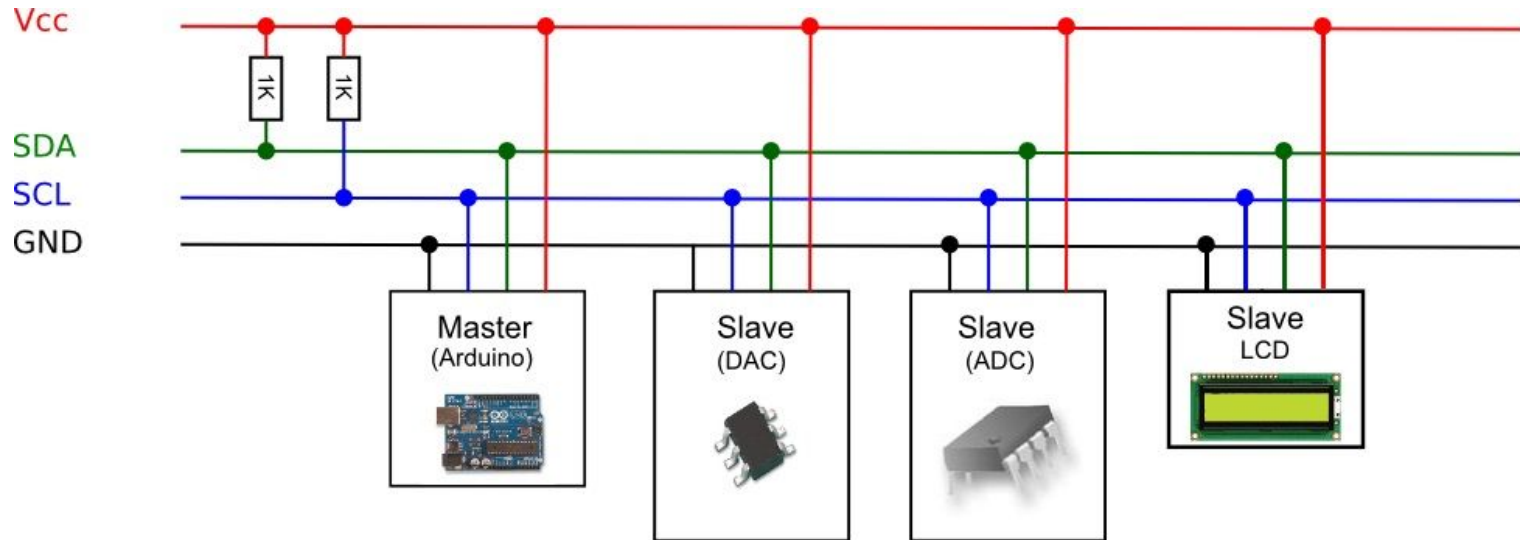 Vcc
1K
1K
SDA
SCL
GND
Master
(Arduino)
Slave
(DAC)
Slave
(ADC)
Slave
LCD